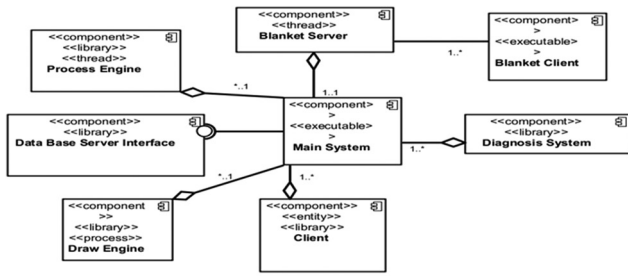 <<component>>
<<library>>
<<thread>>
Process Engine
<<component>>
<<thread>>
Blanket Server
<<component>
>
<<executable>
>
Blanket Client
1..*
*..1
1..1
<<component>>
<<library>>
Data Base Server Interface
<<component>
>
<<executable>
>
Main System
1..*
<<component>>
<<library>>
Diagnosis System
*..1
1..*
<<component
>>
<<library>>
<<process>>
Draw Engine
<<component>>
<<entity>>
<<library>>
Client